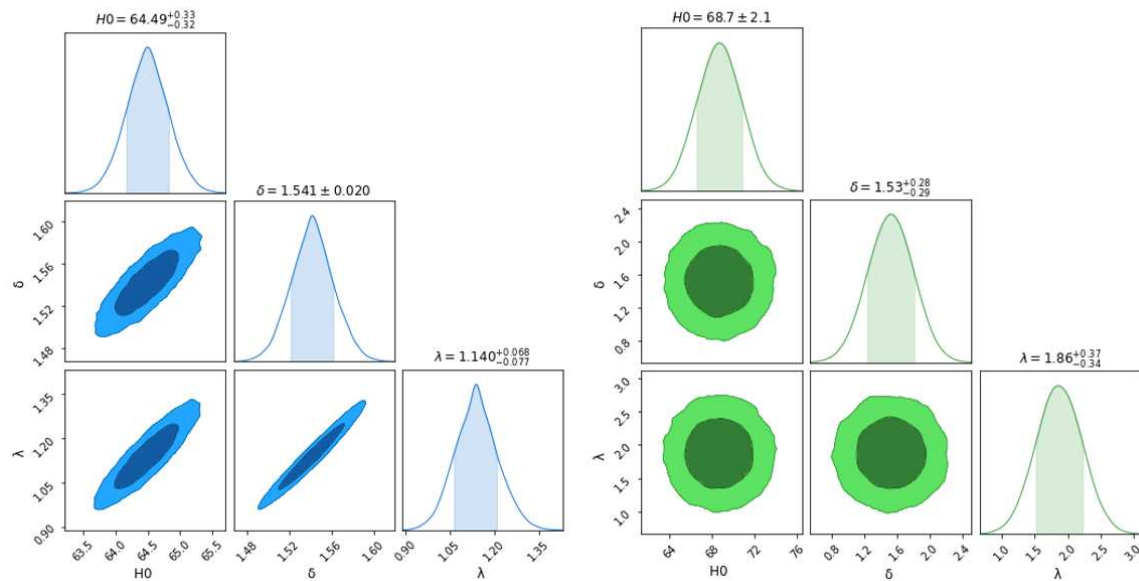 H0 = 64.49^{+0.33}_{-0.32}
δ = 1.541 ± 0.020
1.60
1.56
1.52
1.48
δ
λ = 1.140^{+0.068}_{-0.077}
1.35
1.20
1.05
0.90
λ
63.5 64.0 64.5 65.0 65.5
H0
1.48 1.52 1.56 1.60
δ
0.90 1.05 1.20 1.35
λ
H0 = 68.7 ± 2.1
δ = 1.53^{+0.28}_{-0.29}
2.4
2.0
1.6
1.2
0.8
δ
λ = 1.86^{+0.37}_{-0.34}
3.0
2.5
2.0
1.5
1.0
λ
64 68 72 76
H0
0.8 1.2 1.6 2.0 2.4
δ
1.0 1.5 2.0 2.5 3.0
λ